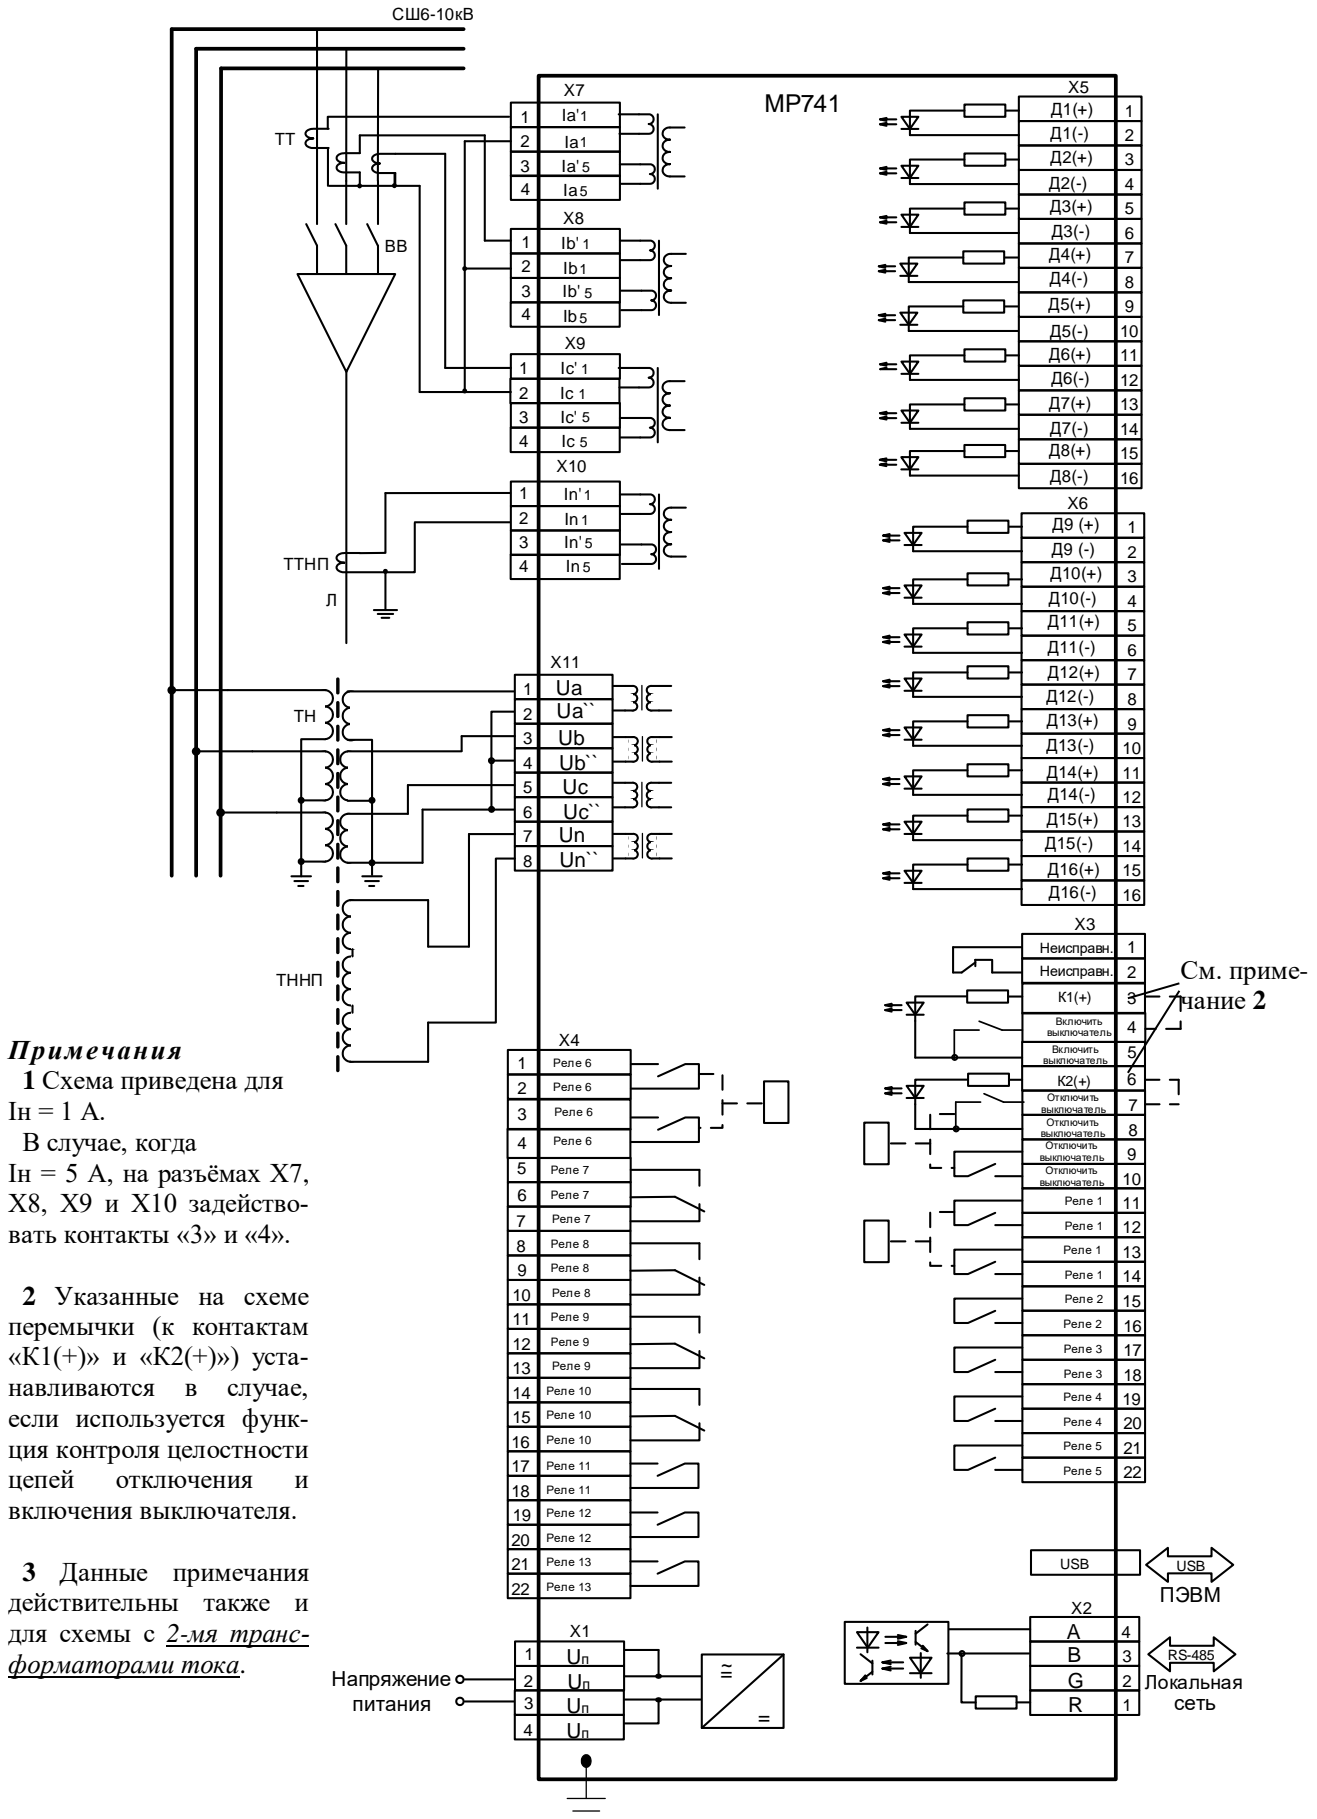 СШ6-10кВ
МР741
ТТ
ВВ
X7
1 Ia'1
2 Ia1
3 Ia'5
4 Ia5
X8
1 Ib'1
2 Ib1
3 Ib'5
4 Ib5
X9
1 Ic'1
2 Ic1
3 Ic'5
4 Ic5
X10
1 In'1
2 In1
3 In'5
4 In5
ТТНП
Л
X11
1 Ua
2 Ua``
3 Ub
4 Ub``
5 Uc
6 Uc``
7 Un
8 Un``
ТН
ТННП
X5
Д1(+) 1
Д1(-) 2
Д2(+) 3
Д2(-) 4
Д3(+) 5
Д3(-) 6
Д4(+) 7
Д4(-) 8
Д5(+) 9
Д5(-) 10
Д6(+) 11
Д6(-) 12
Д7(+) 13
Д7(-) 14
Д8(+) 15
Д8(-) 16
X6
Д9 (+) 1
Д9 (-) 2
Д10(+) 3
Д10(-) 4
Д11(+) 5
Д11(-) 6
Д12(+) 7
Д12(-) 8
Д13(+) 9
Д13(-) 10
Д14(+) 11
Д14(-) 12
Д15(+) 13
Д15(-) 14
Д16(+) 15
Д16(-) 16
X3
Неисправн. 1
Неисправн. 2
К1(+) 3
Включить выключатель 4
Включить выключатель 5
К2(+) 6
Отключить выключатель 7
Отключить выключатель 8
Отключить выключатель 9
Отключить выключатель 10
Реле 1 11
Реле 1 12
Реле 1 13
Реле 1 14
Реле 2 15
Реле 2 16
Реле 3 17
Реле 3 18
Реле 4 19
Реле 4 20
Реле 5 21
Реле 5 22
См. приме-
чание 2
X4
1 Реле 6
2 Реле 6
3 Реле 6
4 Реле 6
5 Реле 7
6 Реле 7
7 Реле 7
8 Реле 8
9 Реле 8
10 Реле 8
11 Реле 9
12 Реле 9
13 Реле 9
14 Реле 10
15 Реле 10
16 Реле 10
17 Реле 11
18 Реле 11
19 Реле 12
20 Реле 12
21 Реле 13
22 Реле 13
X1
1 Uп
2 Uп
3 Uп
4 Uп
Напряжение
питания
≅
=
USB
USB
ПЭВМ
X2
A 4
B 3
G 2
R 1
RS-485
Локальная
сеть
Примечания
1 Схема приведена для
Iн = 1 А.
В случае, когда
Iн = 5 А, на разъёмах X7,
X8, X9 и X10 задейство-
вать контакты «3» и «4».
2 Указанные на схеме
перемычки (к контактам
«К1(+)» и «К2(+)») уста-
навливаются в случае,
если используется функ-
ция контроля целостности
цепей отключения и
включения выключателя.
3 Данные примечания
действительны также и
для схемы с 2-мя транс-
форматорами тока.